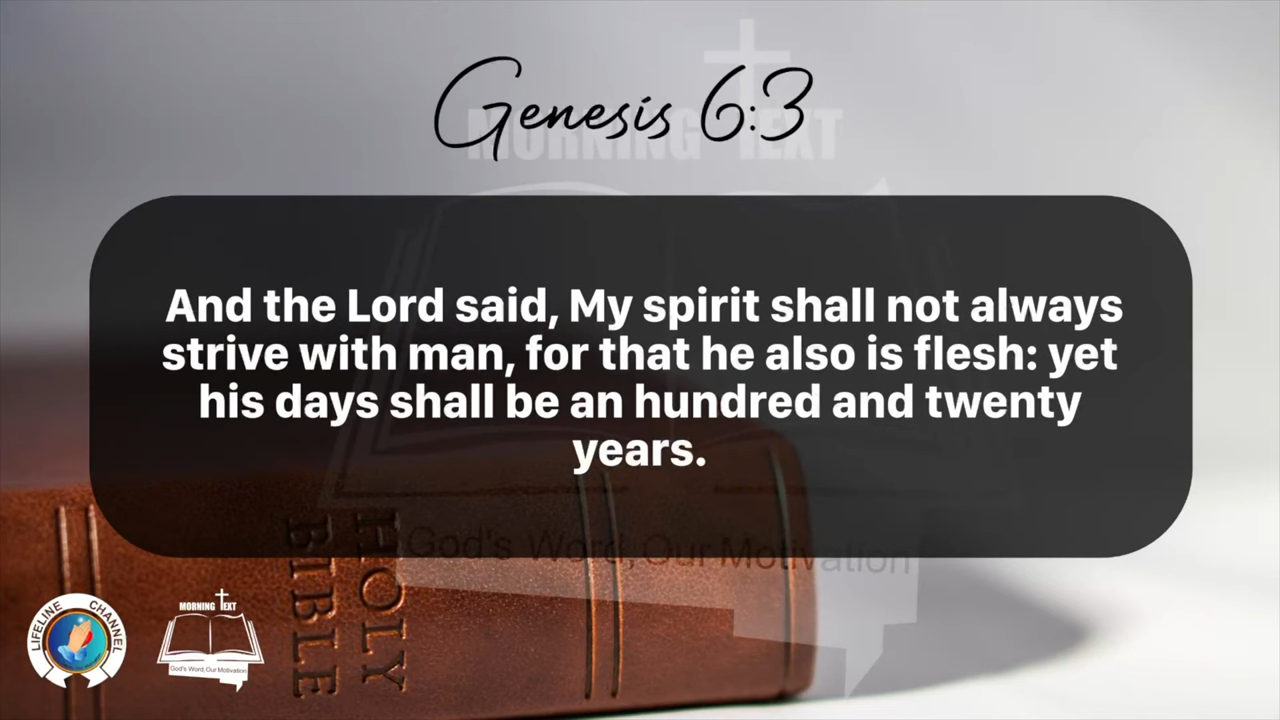 Genesis 6:3
MORNING TEXT
And the Lord said, My spirit shall not always
strive with man, for that he also is flesh: yet
his days shall be an hundred and twenty
years.
God's Word, Our Motivation
HOLY
BIBLE
LIFELINE CHANNEL
MORNING TEXT
God's Word, Our Motivation